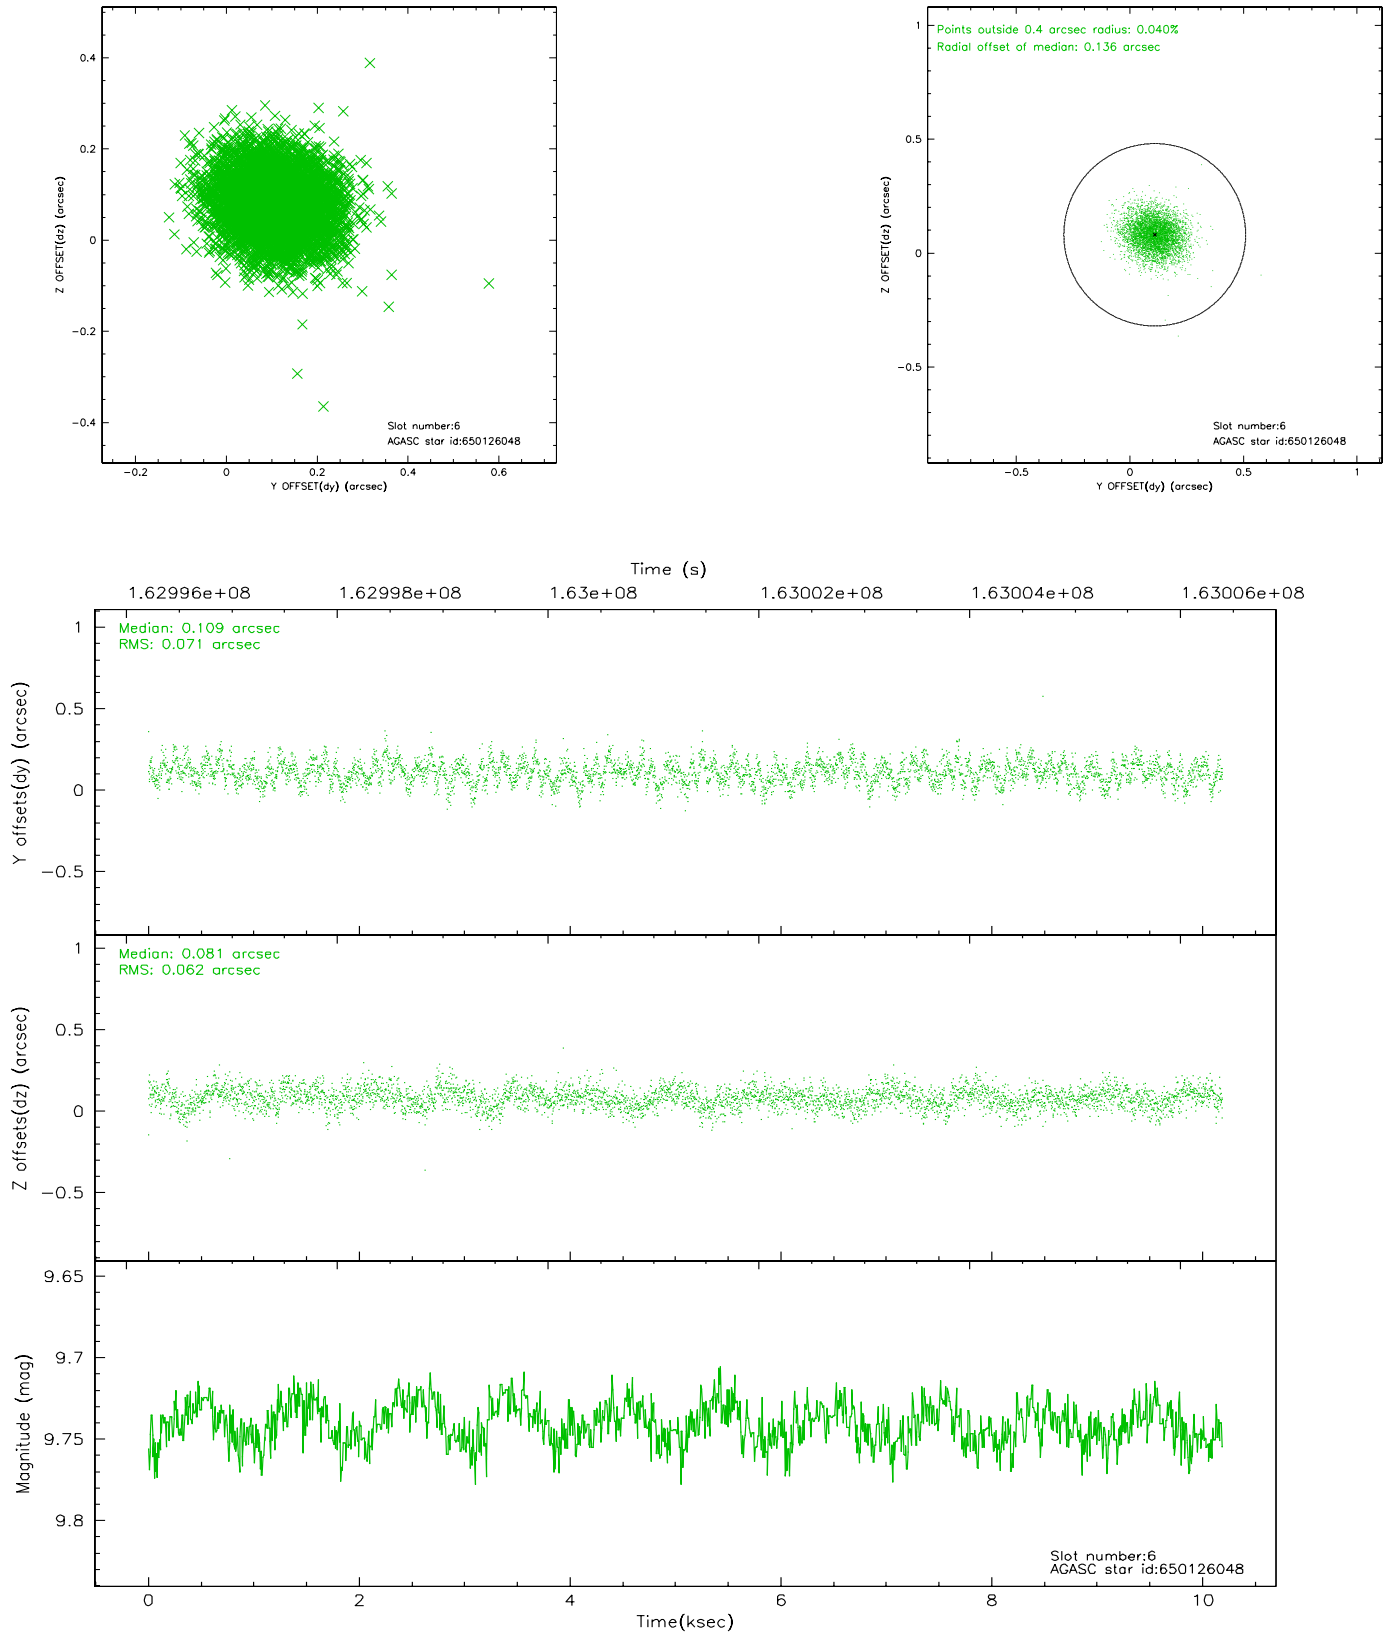 0.4
0.2
0
-0.2
-0.4
Z OFFSET(dz) (arcsec)
Slot number:6
AGASC star id:650126048
-0.2 0 0.2 0.4 0.6
Y OFFSET(dy) (arcsec)
Points outside 0.4 arcsec radius: 0.040%
Radial offset of median: 0.136 arcsec
1
0.5
0
-0.5
Z OFFSET(dz) (arcsec)
Slot number:6
AGASC star id:650126048
-0.5 0 0.5 1
Y OFFSET(dy) (arcsec)
Time (s)
1.62996e+08 1.62998e+08 1.63e+08 1.63002e+08 1.63004e+08 1.63006e+08
Median: 0.109 arcsec
RMS: 0.071 arcsec
1
0.5
0
-0.5
Y offsets(dy) (arcsec)
Median: 0.081 arcsec
RMS: 0.062 arcsec
1
0.5
0
-0.5
Z offsets(dz) (arcsec)
9.65
9.7
9.75
9.8
Magnitude (mag)
Slot number:6
AGASC star id:650126048
0 2 4 6 8 10
Time(ksec)